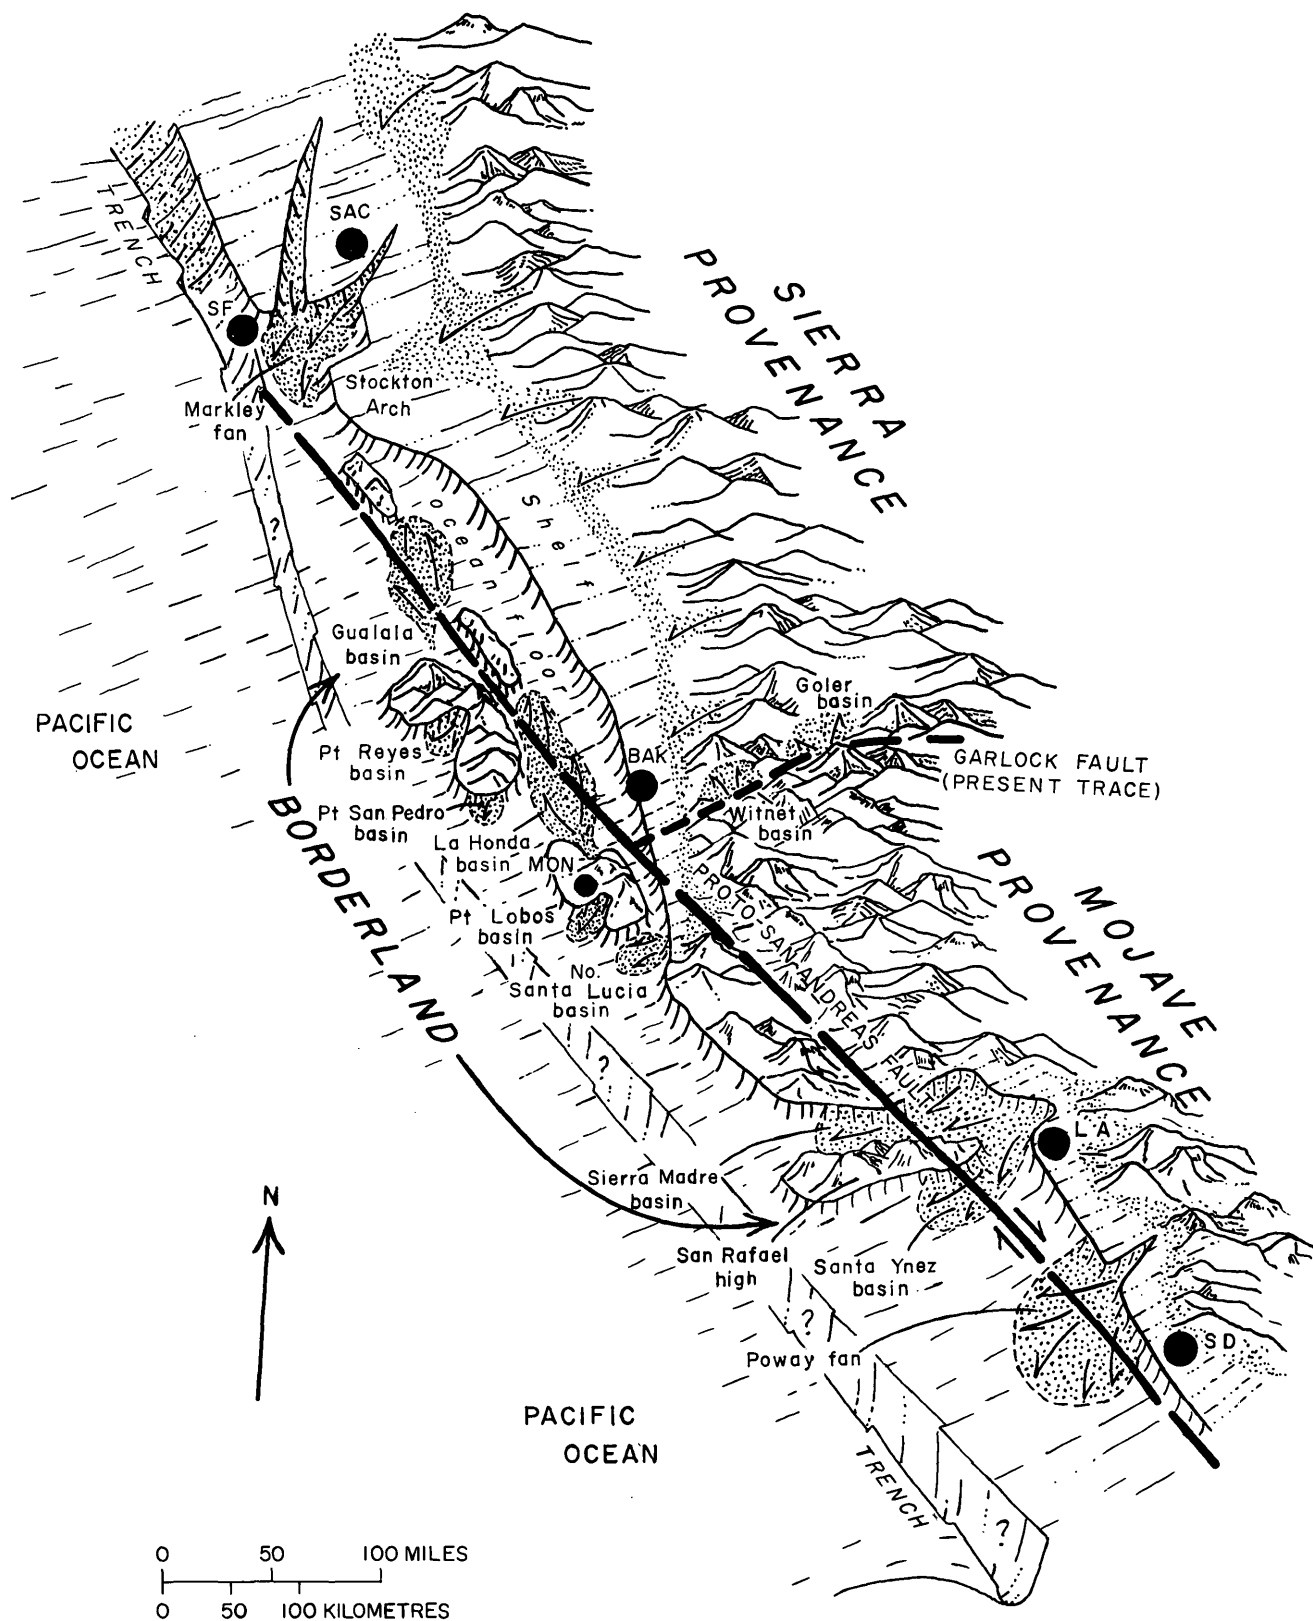 TRENCH
SAC
SF
SIERRA
PROVENANCE
Stockton
Arch
Markley
fan
Shelf
ocean floor
?
Gualala
basin
Goler
basin
PACIFIC
OCEAN
Pt Reyes
basin
BAK
GARLOCK FAULT
(PRESENT TRACE)
Pt San Pedro
basin
Witnet
basin
BORDERLAND
La Honda
basin
MON
PROTO-SAN ANDREAS FAULT
MOJAVE
PROVENANCE
Pt Lobos
basin
No.
Santa Lucia
basin
?
LA
Sierra Madre
basin
N
San Rafael
high
Santa Ynez
basin
?
Poway fan
SD
PACIFIC
OCEAN
TRENCH
?
0 50 100 MILES
0 50 100 KILOMETRES